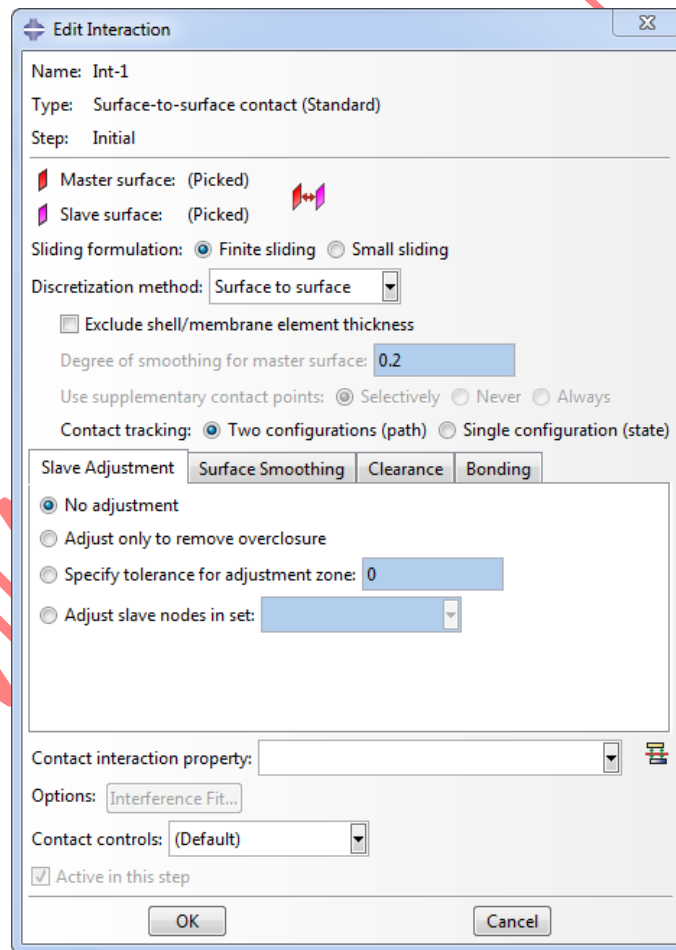 Edit Interaction
Name: Int-1
Type: Surface-to-surface contact (Standard)
Step: Initial
Master surface: (Picked)
Slave surface: (Picked)
Sliding formulation: Finite sliding Small sliding
Discretization method: Surface to surface
Exclude shell/membrane element thickness
Degree of smoothing for master surface: 0.2
Use supplementary contact points: Selectively Never Always
Contact tracking: Two configurations (path) Single configuration (state)
Slave Adjustment Surface Smoothing Clearance Bonding
No adjustment
Adjust only to remove overclosure
Specify tolerance for adjustment zone: 0
Adjust slave nodes in set:
Contact interaction property:
Options: Interference Fit...
Contact controls: (Default)
Active in this step
OK Cancel